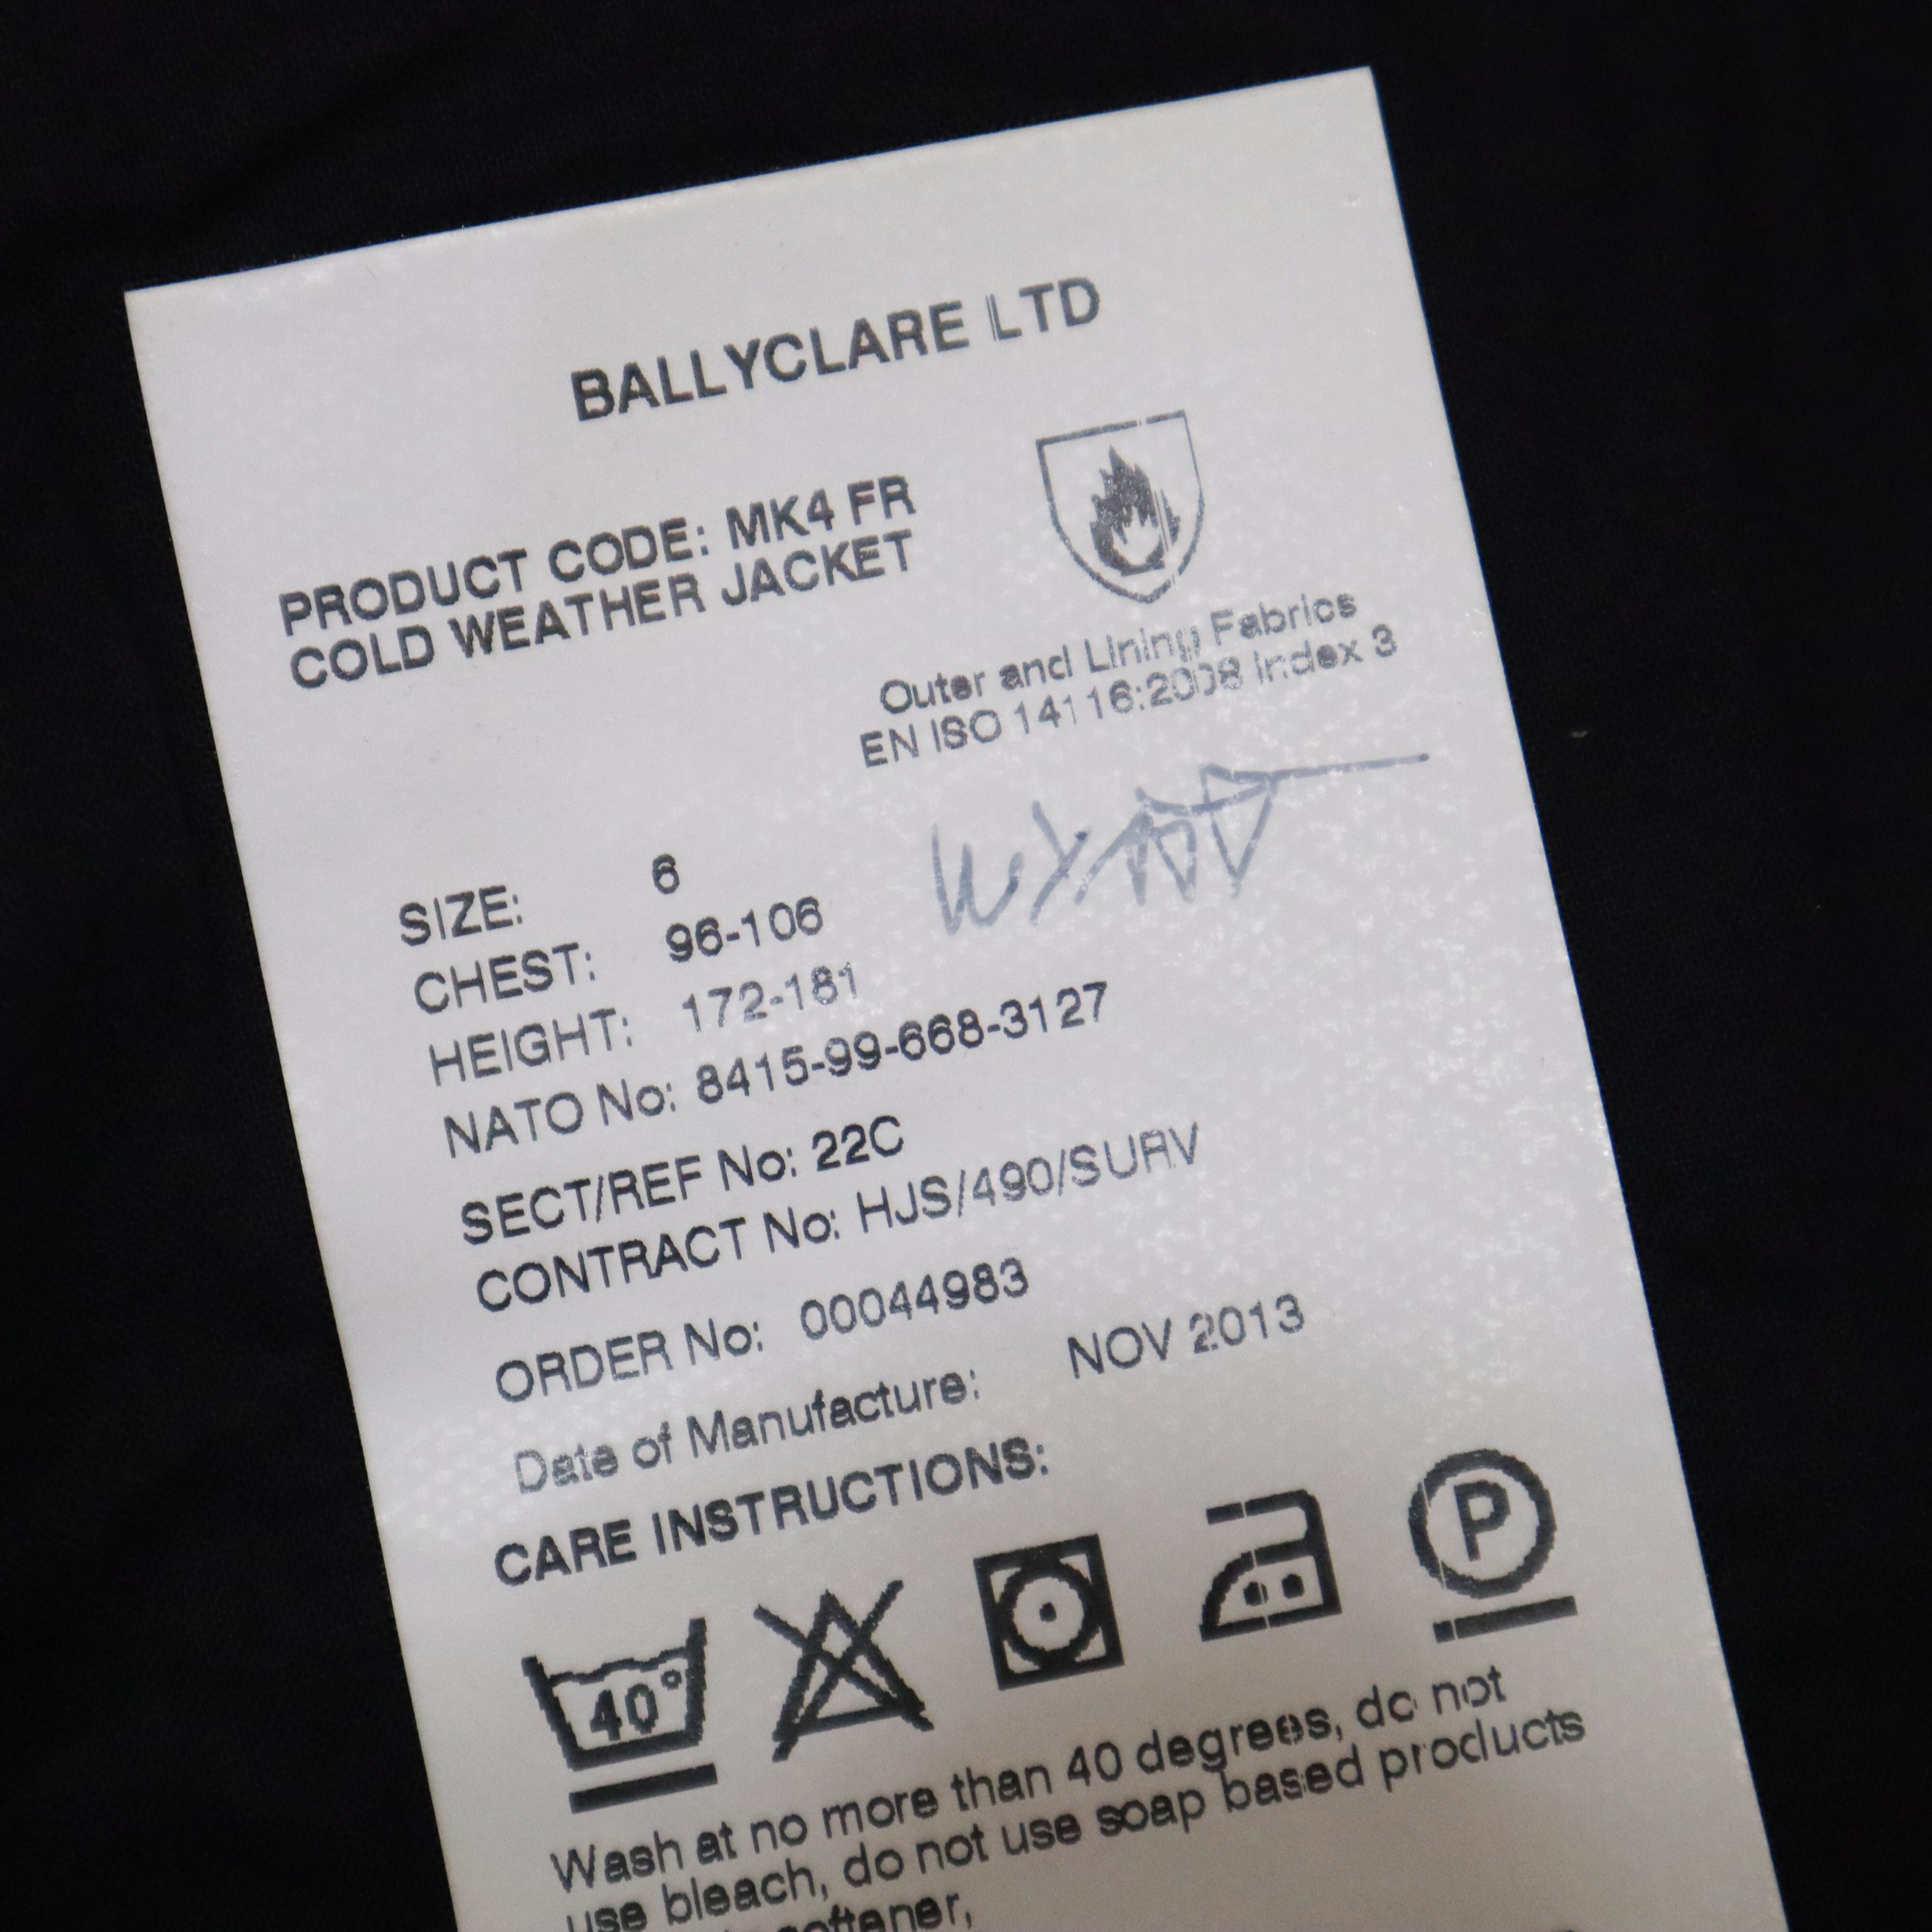 BALLYCLARE LTD
PRODUCT CODE: MK4 FR
COLD WEATHER JACKET
Outer and Lining Fabrics
EN ISO 14116:2008 Index 3
SIZE: 6
CHEST: 96-106
HEIGHT: 172-181
NATO No: 8415-99-668-3127
SECT/REF No: 22C
CONTRACT No: HJS/490/SURV
ORDER No: 00044983
Date of Manufacture: NOV 2013
CARE INSTRUCTIONS:
40°
P
Wash at no more than 40 degrees, do not
use bleach, do not use soap based products
softener,